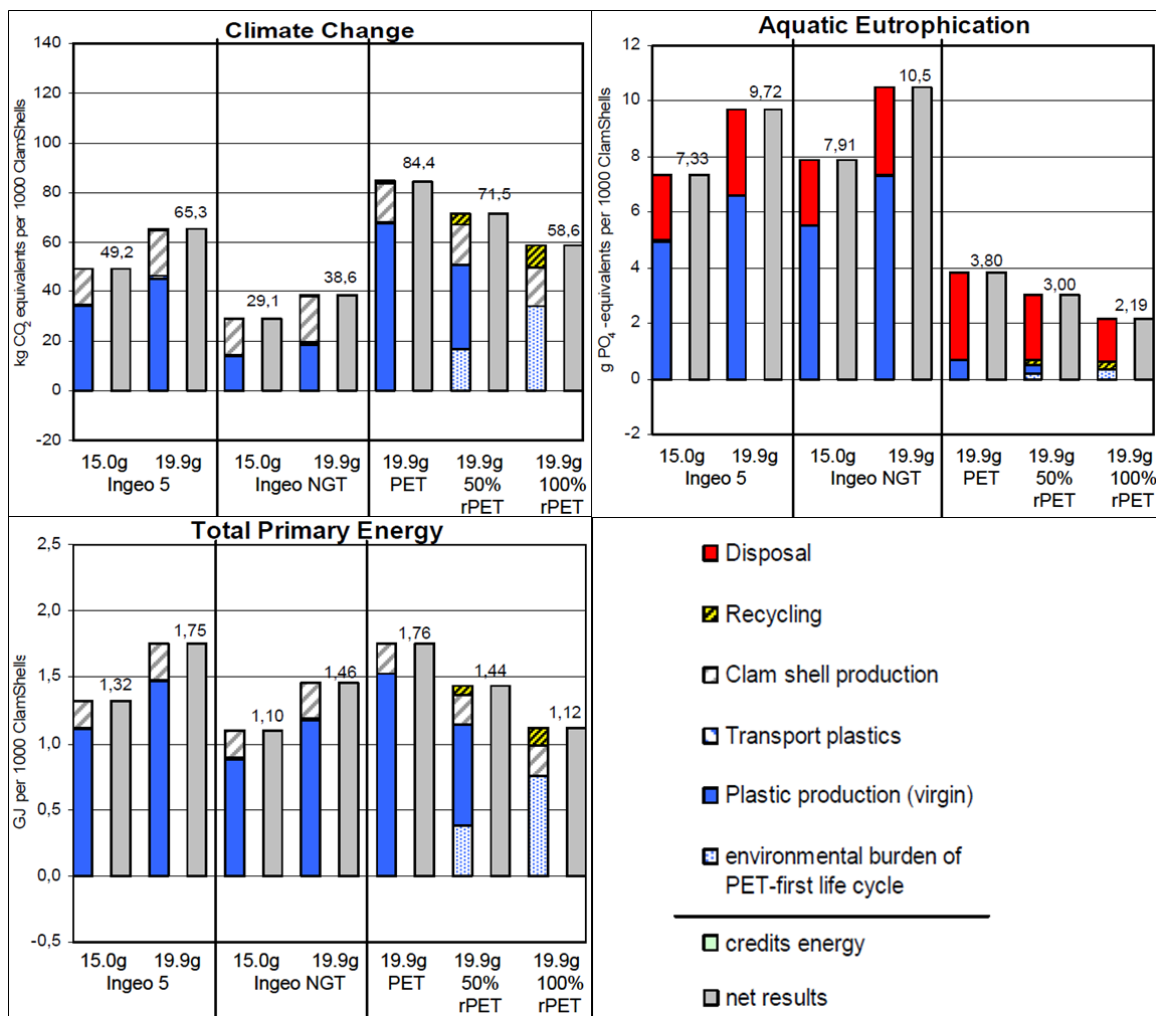 Climate Change
kg CO2 equivalents per 1000 ClamShells
140
120
100
80
60
40
20
0
-20
49,2
65,3
29,1
38,6
84,4
71,5
58,6
15.0g 19.9g 15.0g 19.9g 19.9g 19.9g 19.9g
Ingeo 5 Ingeo NGT PET 50% 100%
rPET rPET
Aquatic Eutrophication
g PO4 -equivalents per 1000 ClamShells
12
10
8
6
4
2
0
-2
7,33
9,72
7,91
10,5
3,80
3,00
2,19
15.0g 19.9g 15.0g 19.9g 19.9g 19.9g 19.9g
Ingeo 5 Ingeo NGT PET 50% 100%
rPET rPET
Total Primary Energy
GJ per 1000 ClamShells
2,5
2,0
1,5
1,0
0,5
0,0
-0,5
1,32
1,75
1,10
1,46
1,76
1,44
1,12
15.0g 19.9g 15.0g 19.9g 19.9g 19.9g 19.9g
Ingeo 5 Ingeo NGT PET 50% 100%
rPET rPET
Disposal
Recycling
Clam shell production
Transport plastics
Plastic production (virgin)
environmental burden of
PET-first life cycle
credits energy
net results